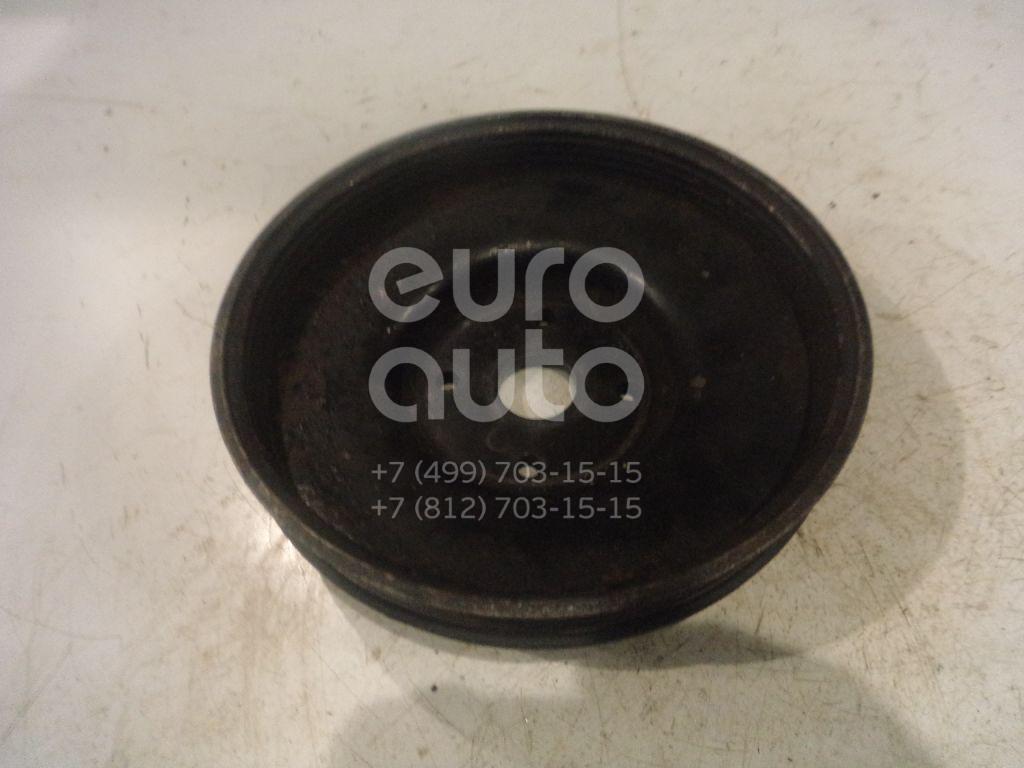 euro
auto
+7 (499) 703-15-15
+7 (812) 703-15-15